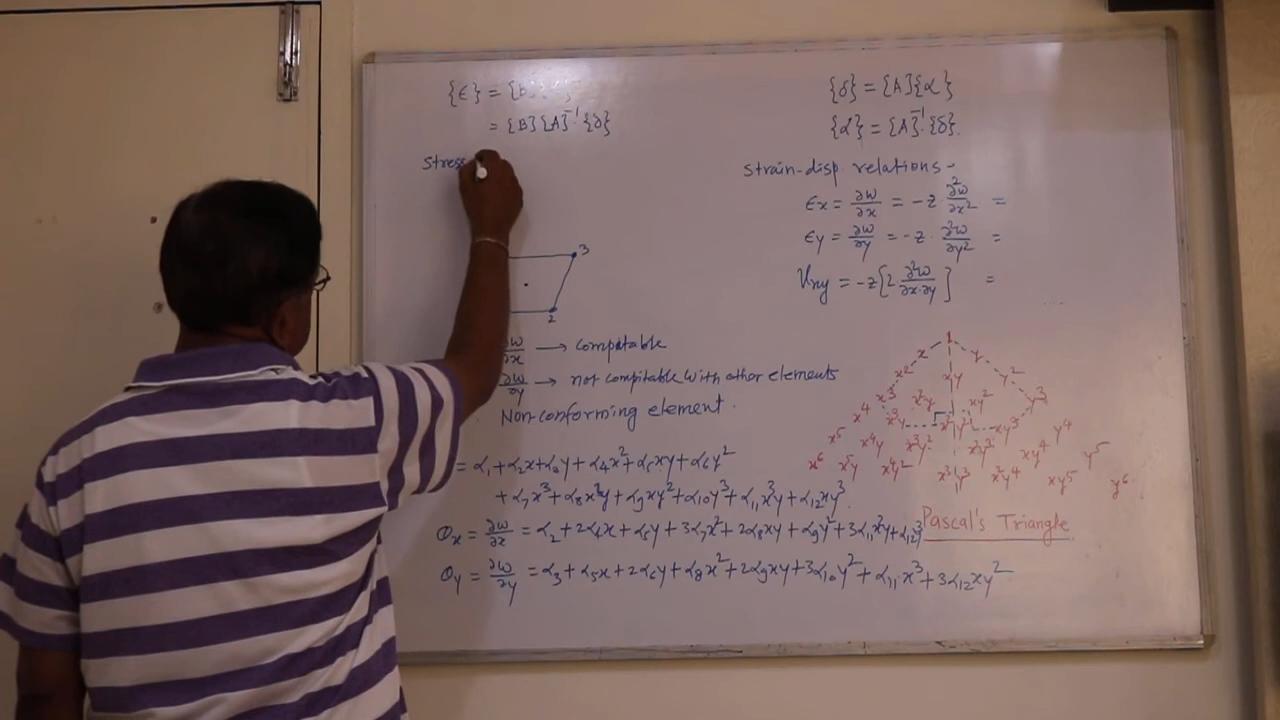 {ε} = [B]
= [B][A]⁻¹·{δ}
Stress
3
2
∂w/∂x → compatable
∂w/∂y → not compitable with other elements
Non-conforming element.
= α₁+α₂x+α₃y+α₄x²+α₅xy+α₆y²
+α₇x³+α₈x²y+α₉xy²+α₁₀y³+α₁₁x³y+α₁₂xy³.
θx = ∂w/∂x = α₂+2α₄x+α₅y+3α₇x²+2α₈xy+α₉y²+3α₁₁x²y+α₁₂y³
θy = ∂w/∂y = α₃+α₅x+2α₆y+α₈x²+2α₉xy+3α₁₀y²+α₁₁·x³+3α₁₂xy²
{δ} = [A]{α}
{α} = [A]⁻¹·{δ}.
Strain-disp. relations -
εx = ∂w/∂x = -z·∂²w/∂x² =
εy = ∂w/∂y = -z·∂²w/∂y² =
γxy = -z[2·∂²w/∂x·∂y] =
1
x y
x² xy y²
x³ x²y xy² y³
x⁴ x³y x²y² xy³ y⁴
x⁵ x⁴y x³y² x²y³ xy⁴ y⁵
x⁶ x⁵y x⁴y² x³y³ x²y⁴ xy⁵ y⁶
Pascal's Triangle